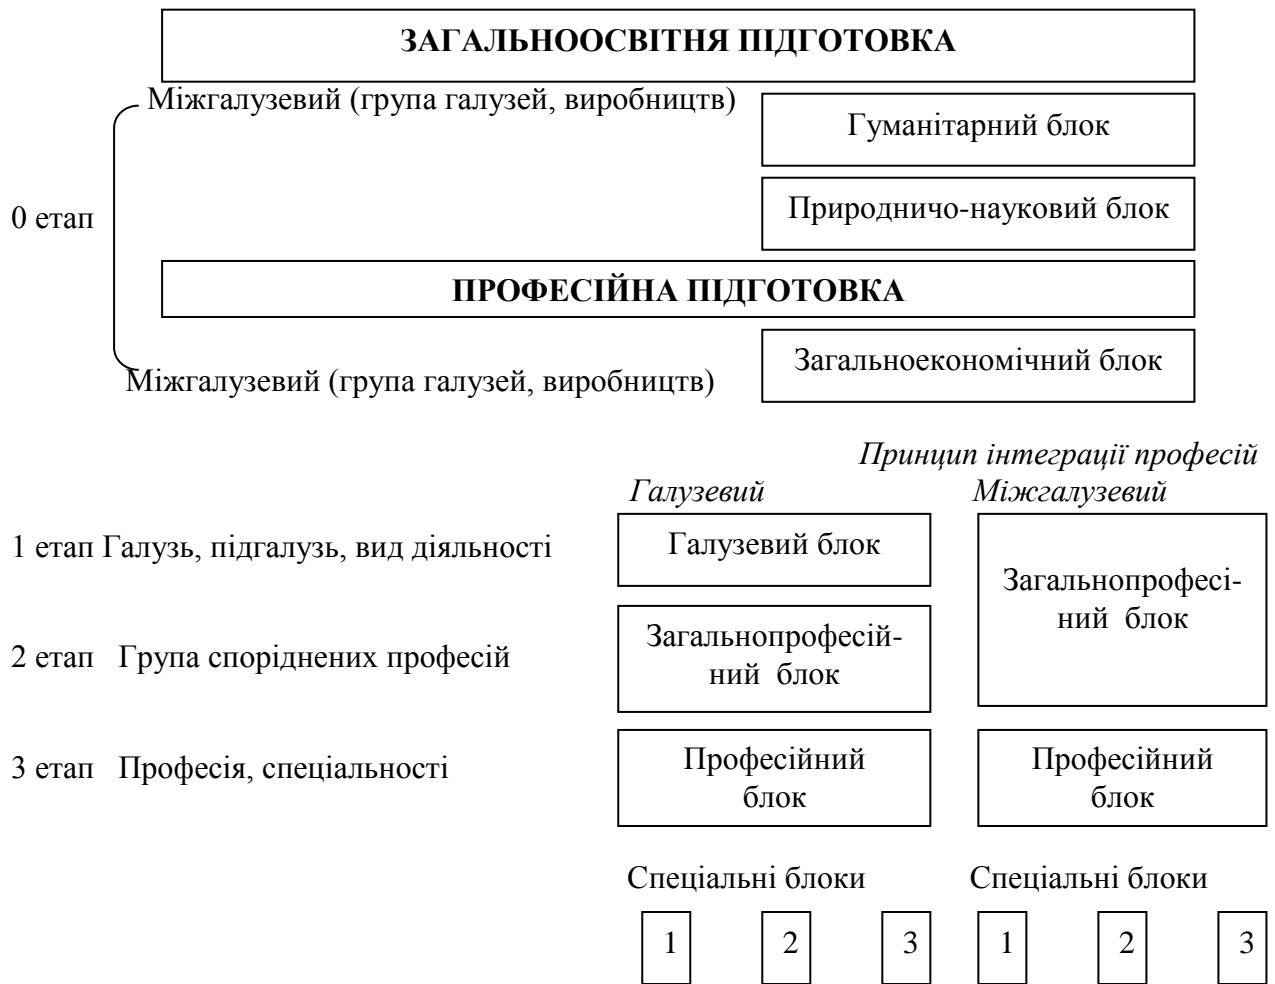 ЗАГАЛЬНООСВІТНЯ ПІДГОТОВКА
Міжгалузевий (група галузей, виробництв)
Гуманітарний блок
Природничо-науковий блок
0 етап
ПРОФЕСІЙНА ПІДГОТОВКА
Загальноекономічний блок
Міжгалузевий (група галузей, виробництв)
Принцип інтеграції професій
Галузевий
Міжгалузевий
1 етап Галузь, підгалузь, вид діяльності
Галузевий блок
Загальнопрофесі-
ний блок
2 етап Група споріднених професій
Загальнопрофесій-
ний блок
3 етап Професія, спеціальності
Професійний
блок
Професійний
блок
Спеціальні блоки
Спеціальні блоки
1 2 3 1 2 3